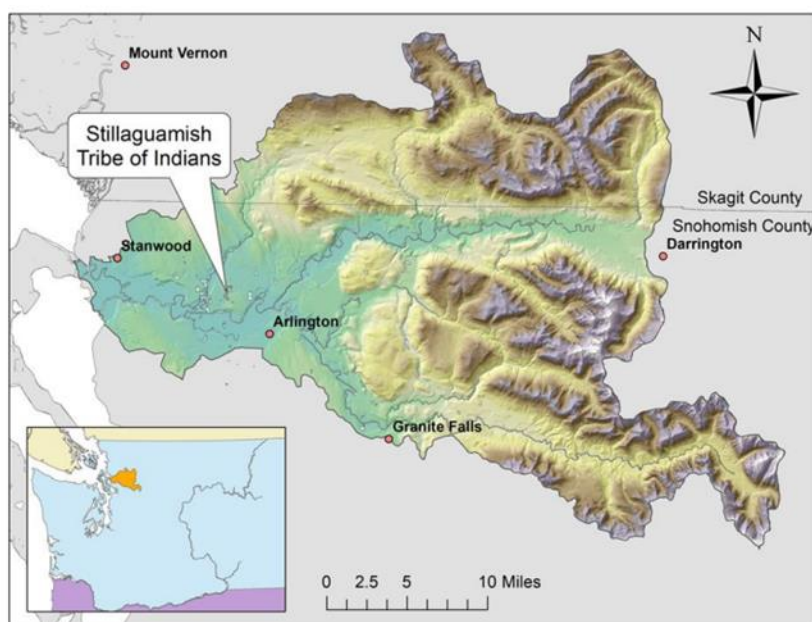 Mount Vernon
N
Stillaguamish
Tribe of Indians
Skagit County
Snohomish County
Stanwood
Darrington
Arlington
Granite Falls
0 2.5 5 10 Miles